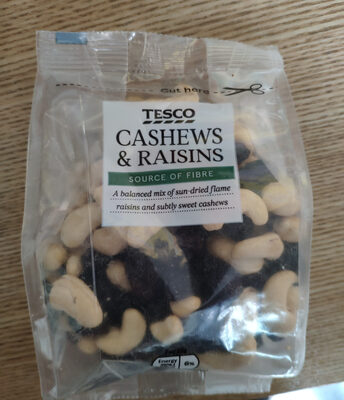 Cut here
TESCO
CASHEWS
& RAISINS
SOURCE OF FIBRE
A balanced mix of sun-dried flame
raisins and subtly sweet cashews
Energy
6%